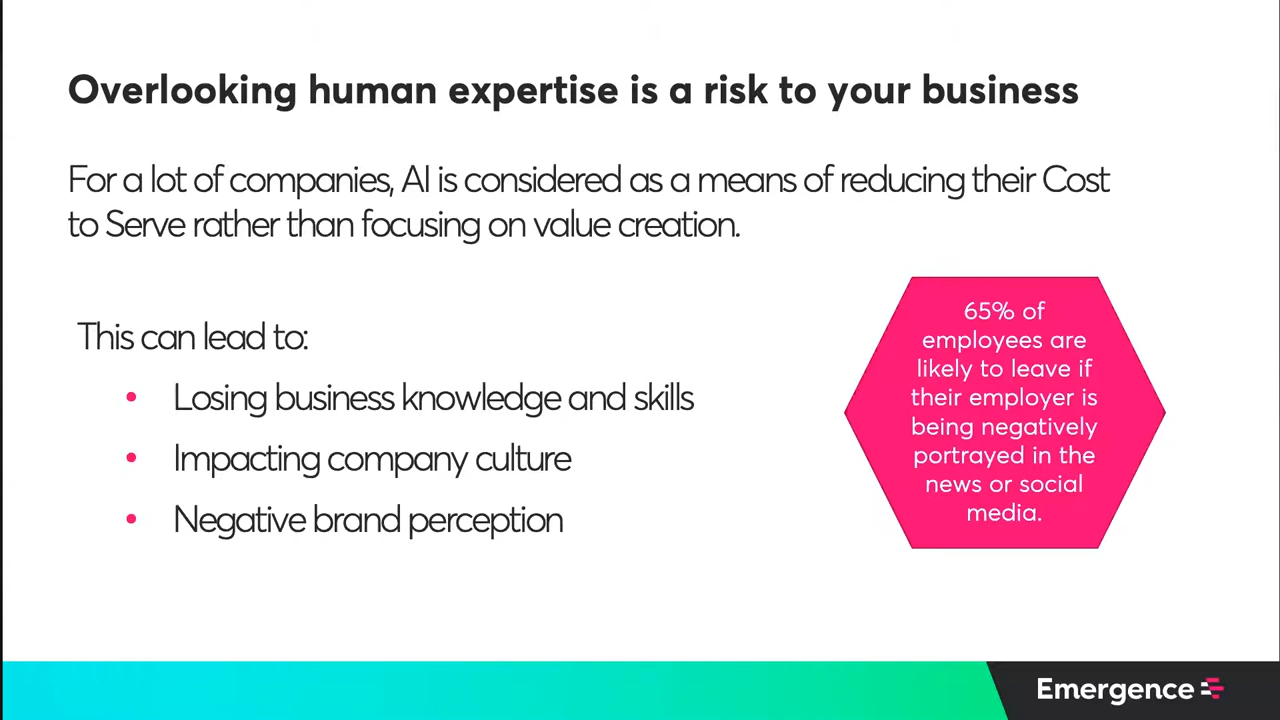 Overlooking human expertise is a risk to your business
For a lot of companies, AI is considered as a means of reducing their Cost
to Serve rather than focusing on value creation.
This can lead to:
• Losing business knowledge and skills
• Impacting company culture
• Negative brand perception
65% of
employees are
likely to leave if
their employer is
being negatively
portrayed in the
news or social
media.
Emergence